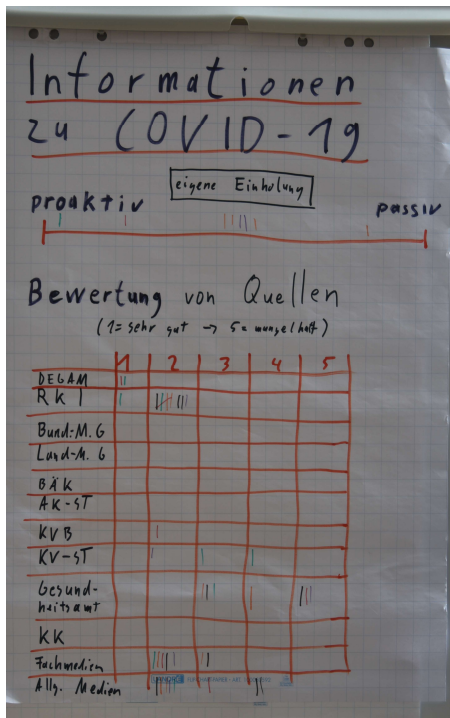 Informationen
zu COVID-19
eigene Einholung
proaktiv passiv
Bewertung von Quellen
(1= sehr gut → 5= mangelhaft)
1 2 3 4 5
DEGAM
RKI
Bund-M. G
Land-M. G
BÄK
AK-ST
KVB
KV-ST
Gesund-
heitsamt
KK
Fachmedien
Allg. Medien